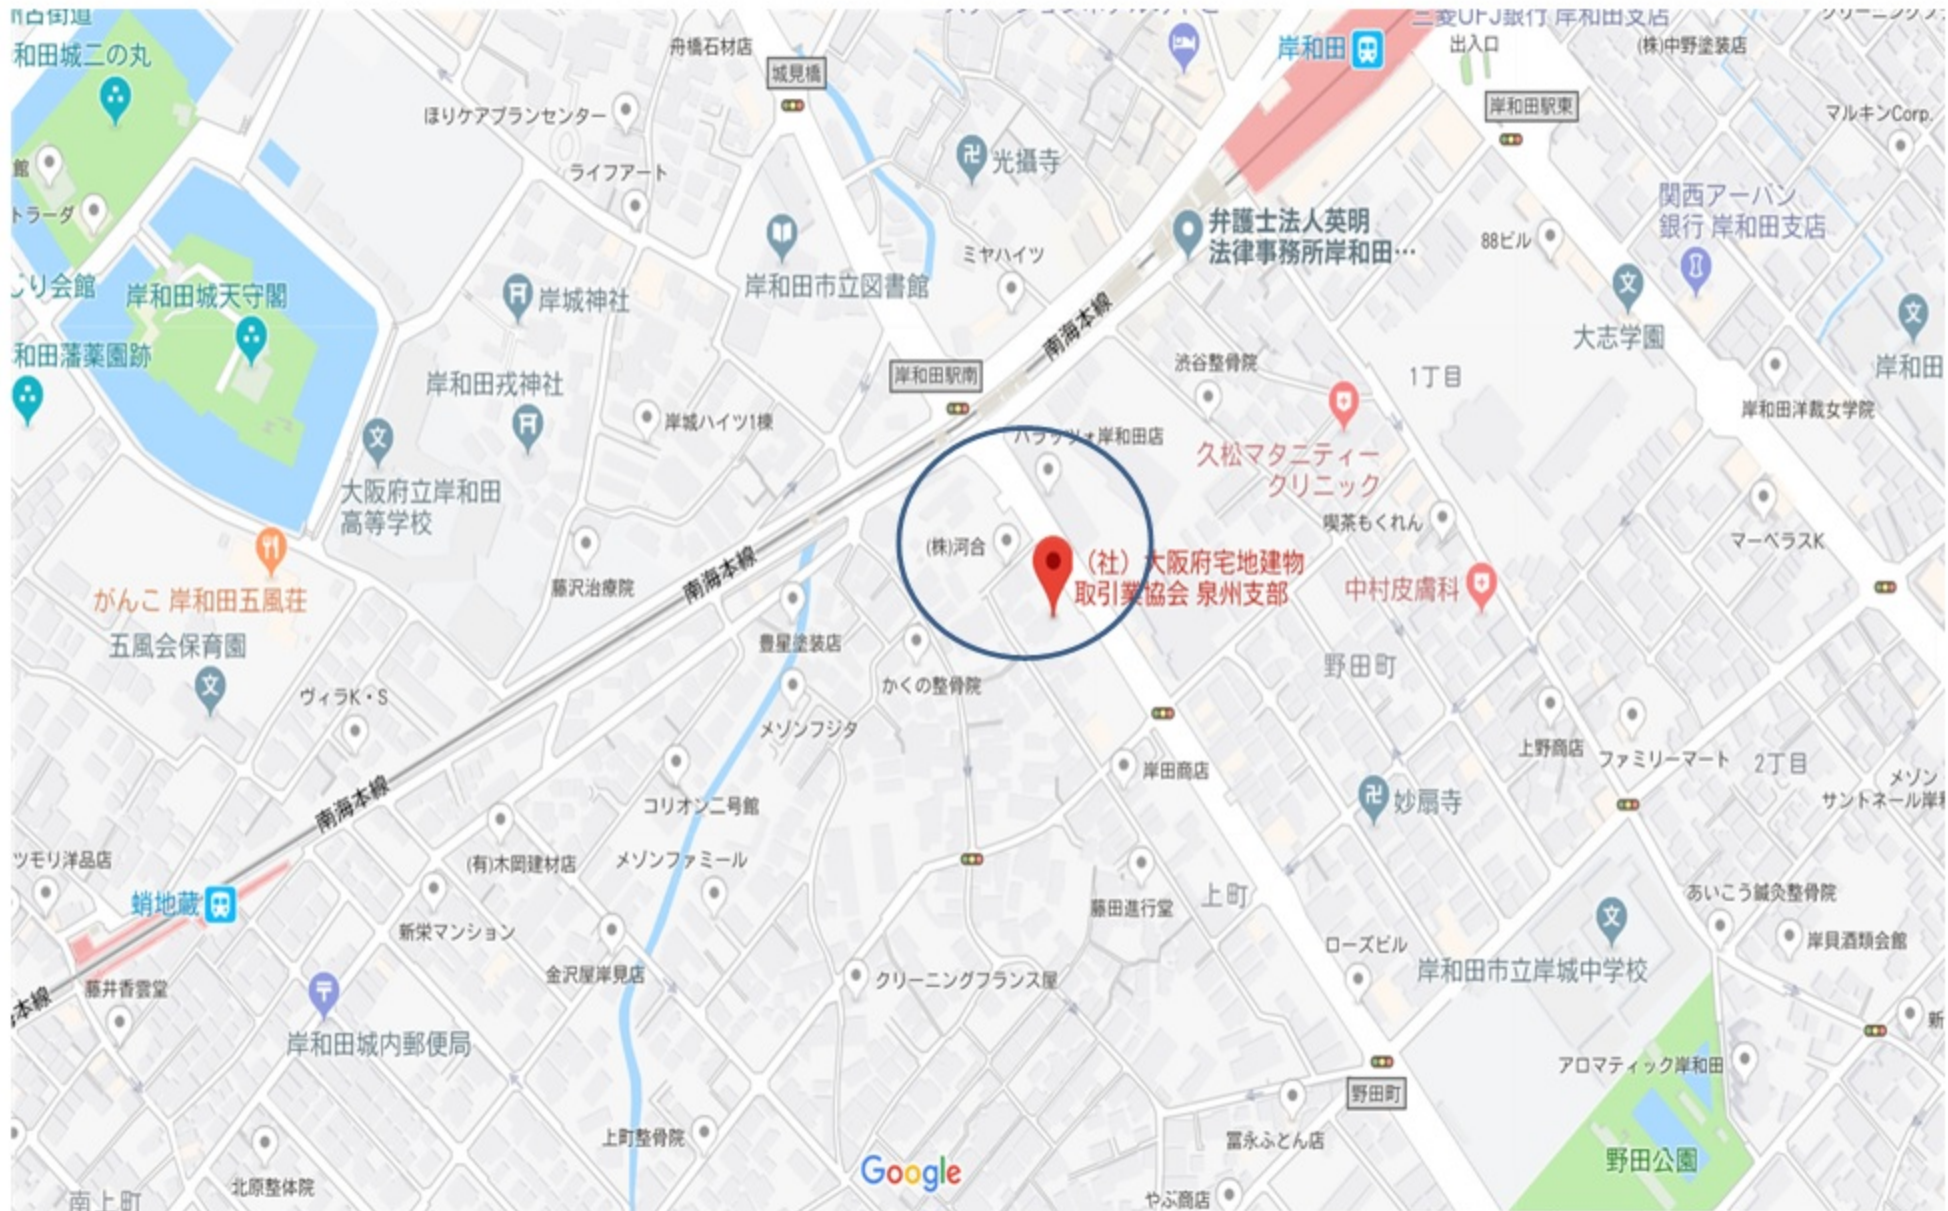 和田城二の丸
舟橋石材店
城見橋
岸和田
出入口
三菱UFJ銀行 岸和田支店
(株)中野塗装店
岸和田駅東
マルキンCorp.
ほりケアプランセンター
ライフアート
光攝寺
館
トラーダ
関西アーバン
銀行 岸和田支店
弁護士法人英明
法律事務所岸和田…
88ビル
ミヤハイツ
岸和田市立図書館
岸城神社
岸和田城天守閣
じり会館
南海本線
大志学園
岸和田
和田藩薬園跡
岸和田戎神社
岸和田駅南
渋谷整骨院
1丁目
岸和田洋裁女学院
岸城ハイツ1棟
パラッツォ岸和田店
久松マタニティー
クリニック
大阪府立岸和田
高等学校
喫茶もくれん
マーベラスK
(株)河合
(社)大阪府宅地建物
取引業協会 泉州支部
中村皮膚科
南海本線
藤沢治療院
がんこ 岸和田五風荘
五風会保育園
豊星塗装店
かくの整骨院
野田町
ヴィラK・S
メゾンフジタ
上野商店
ファミリーマート
2丁目
岸田商店
メゾン
サントネール岸和
妙扇寺
コリオン二号館
南海本線
ツモリ洋品店
(有)木岡建材店
メゾンファミール
蛸地蔵
新栄マンション
藤田進行堂
上町
あいこう鍼灸整骨院
岸貝酒類会館
ローズビル
岸和田市立岸城中学校
金沢屋岸見店
クリーニングフランス屋
藤井香雲堂
本線
新
岸和田城内郵便局
アロマティック岸和田
野田町
上町整骨院
冨永ふとん店
野田公園
Google
北原整体院
南上町
やぶ商店